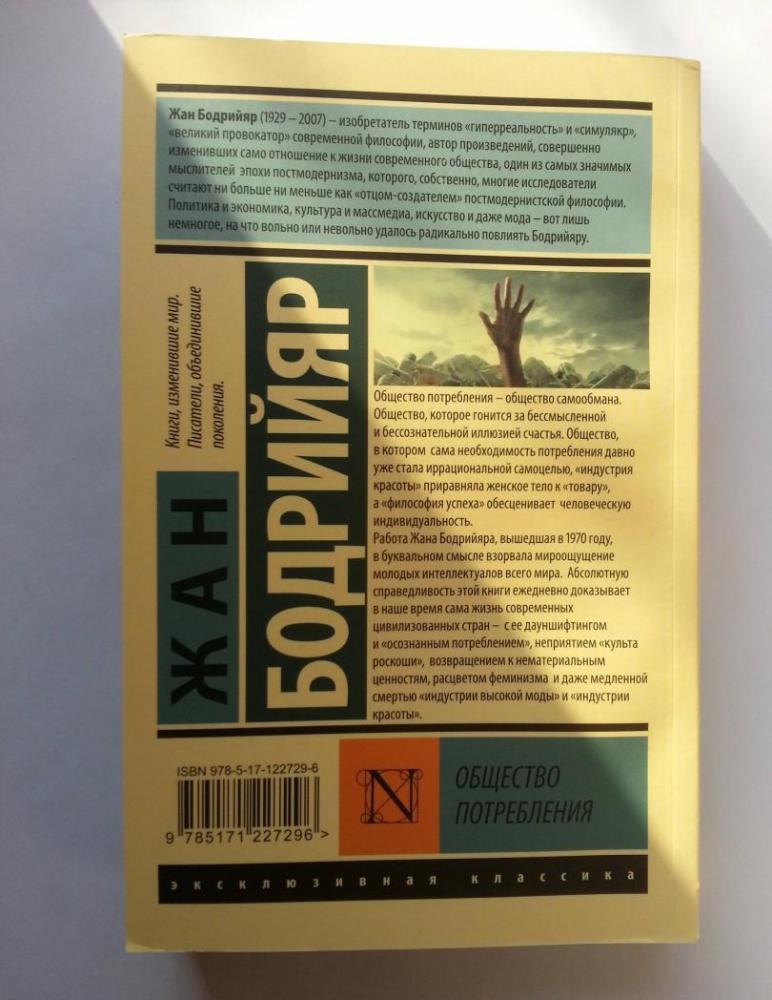 Жан Бодрийяр (1929 – 2007) – изобретатель терминов «гиперреальность» и «симулякр»,
«великий провокатор» современной философии, автор произведений, совершенно
изменивших само отношение к жизни современного общества, один из самых значимых
мыслителей эпохи постмодернизма, которого, собственно, многие исследователи
считают ни больше ни меньше как «отцом-создателем» постмодернистской философии.
Политика и экономика, культура и массмедиа, искусство и даже мода – вот лишь
немногое, на что вольно или невольно удалось радикально повлиять Бодрийяру.
Книги, изменившие мир.
Писатели, объединившие
поколения.
ЖАН
БОДРИЙЯР
Общество потребления – общество самообмана.
Общество, которое гонится за бессмысленной
и бессознательной иллюзией счастья. Общество,
в котором сама необходимость потребления давно
уже стала иррациональной самоцелью, «индустрия
красоты» приравняла женское тело к «товару»,
а «философия успеха» обесценивает человеческую
индивидуальность.
Работа Жана Бодрийяра, вышедшая в 1970 году,
в буквальном смысле взорвала мироощущение
молодых интеллектуалов всего мира. Абсолютную
справедливость этой книги ежедневно доказывает
в наше время сама жизнь современных
цивилизованных стран – с ее дауншифтингом
и «осознанным потреблением», неприятием «культа
роскоши», возвращением к нематериальным
ценностям, расцветом феминизма и даже медленной
смертью «индустрии высокой моды» и «индустрии
красоты».
ISBN 978-5-17-122729-6
9 785171 227296 >
N
ОБЩЕСТВО
ПОТРЕБЛЕНИЯ
эксклюзивная классика